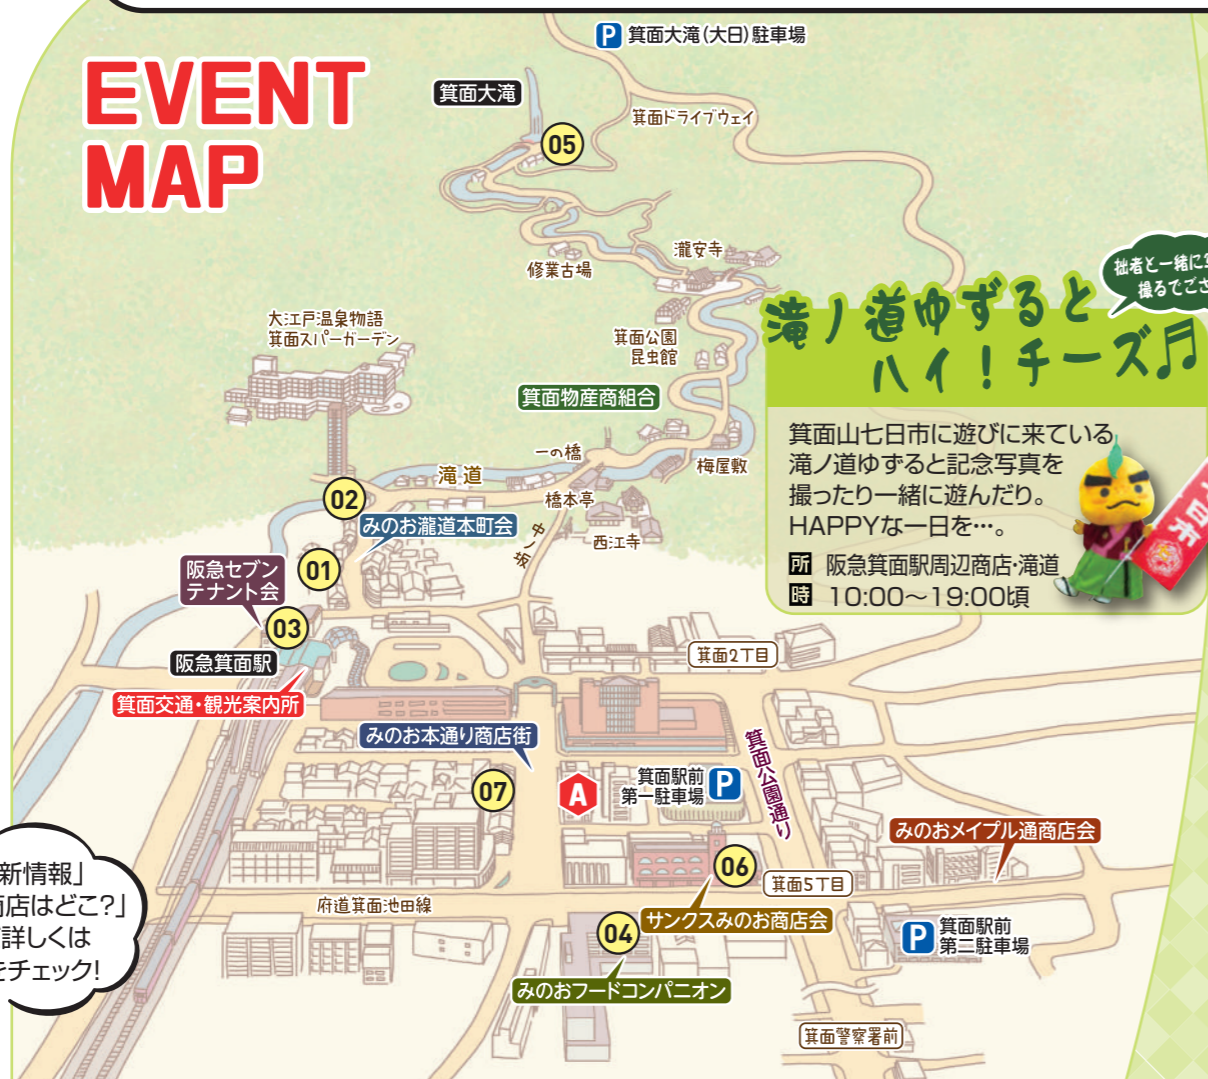 EVENT
MAP
P 箕面大滝(大日)駐車場
箕面大滝
05
箕面ドライブウェイ
修業古場
瀧安寺
大江戸温泉物語
箕面スパーガーデン
箕面公園
昆虫館
箕面物産商組合
一の橋
梅屋敷
滝道
02
橋本亭
みのお瀧道本町会
中ノ坂
西江寺
阪急セブン
テナント会
01
03
阪急箕面駅
箕面交通・観光案内所
滝ノ道ゆずると
ハイ!チーズ♬
拙者と一緒に
撮るでござ
箕面山七日市に遊びに来ている
滝ノ道ゆずると記念写真を
撮ったり一緒に遊んだり。
HAPPYな一日を…。
所 阪急箕面駅周辺商店・滝道
時 10:00〜19:00頃
日市
箕面2丁目
みのお本通り商店街
07
A
箕面駅前
第一駐車場 P
箕面公園通り
みのおメイプル通商店会
06
箕面5丁目
府道箕面池田線
サンクスみのお商店会
04
P 箕面駅前
第二駐車場
みのおフードコンパニオン
箕面警察署前
新情報」
商店はどこ?」
詳しくは
をチェック!